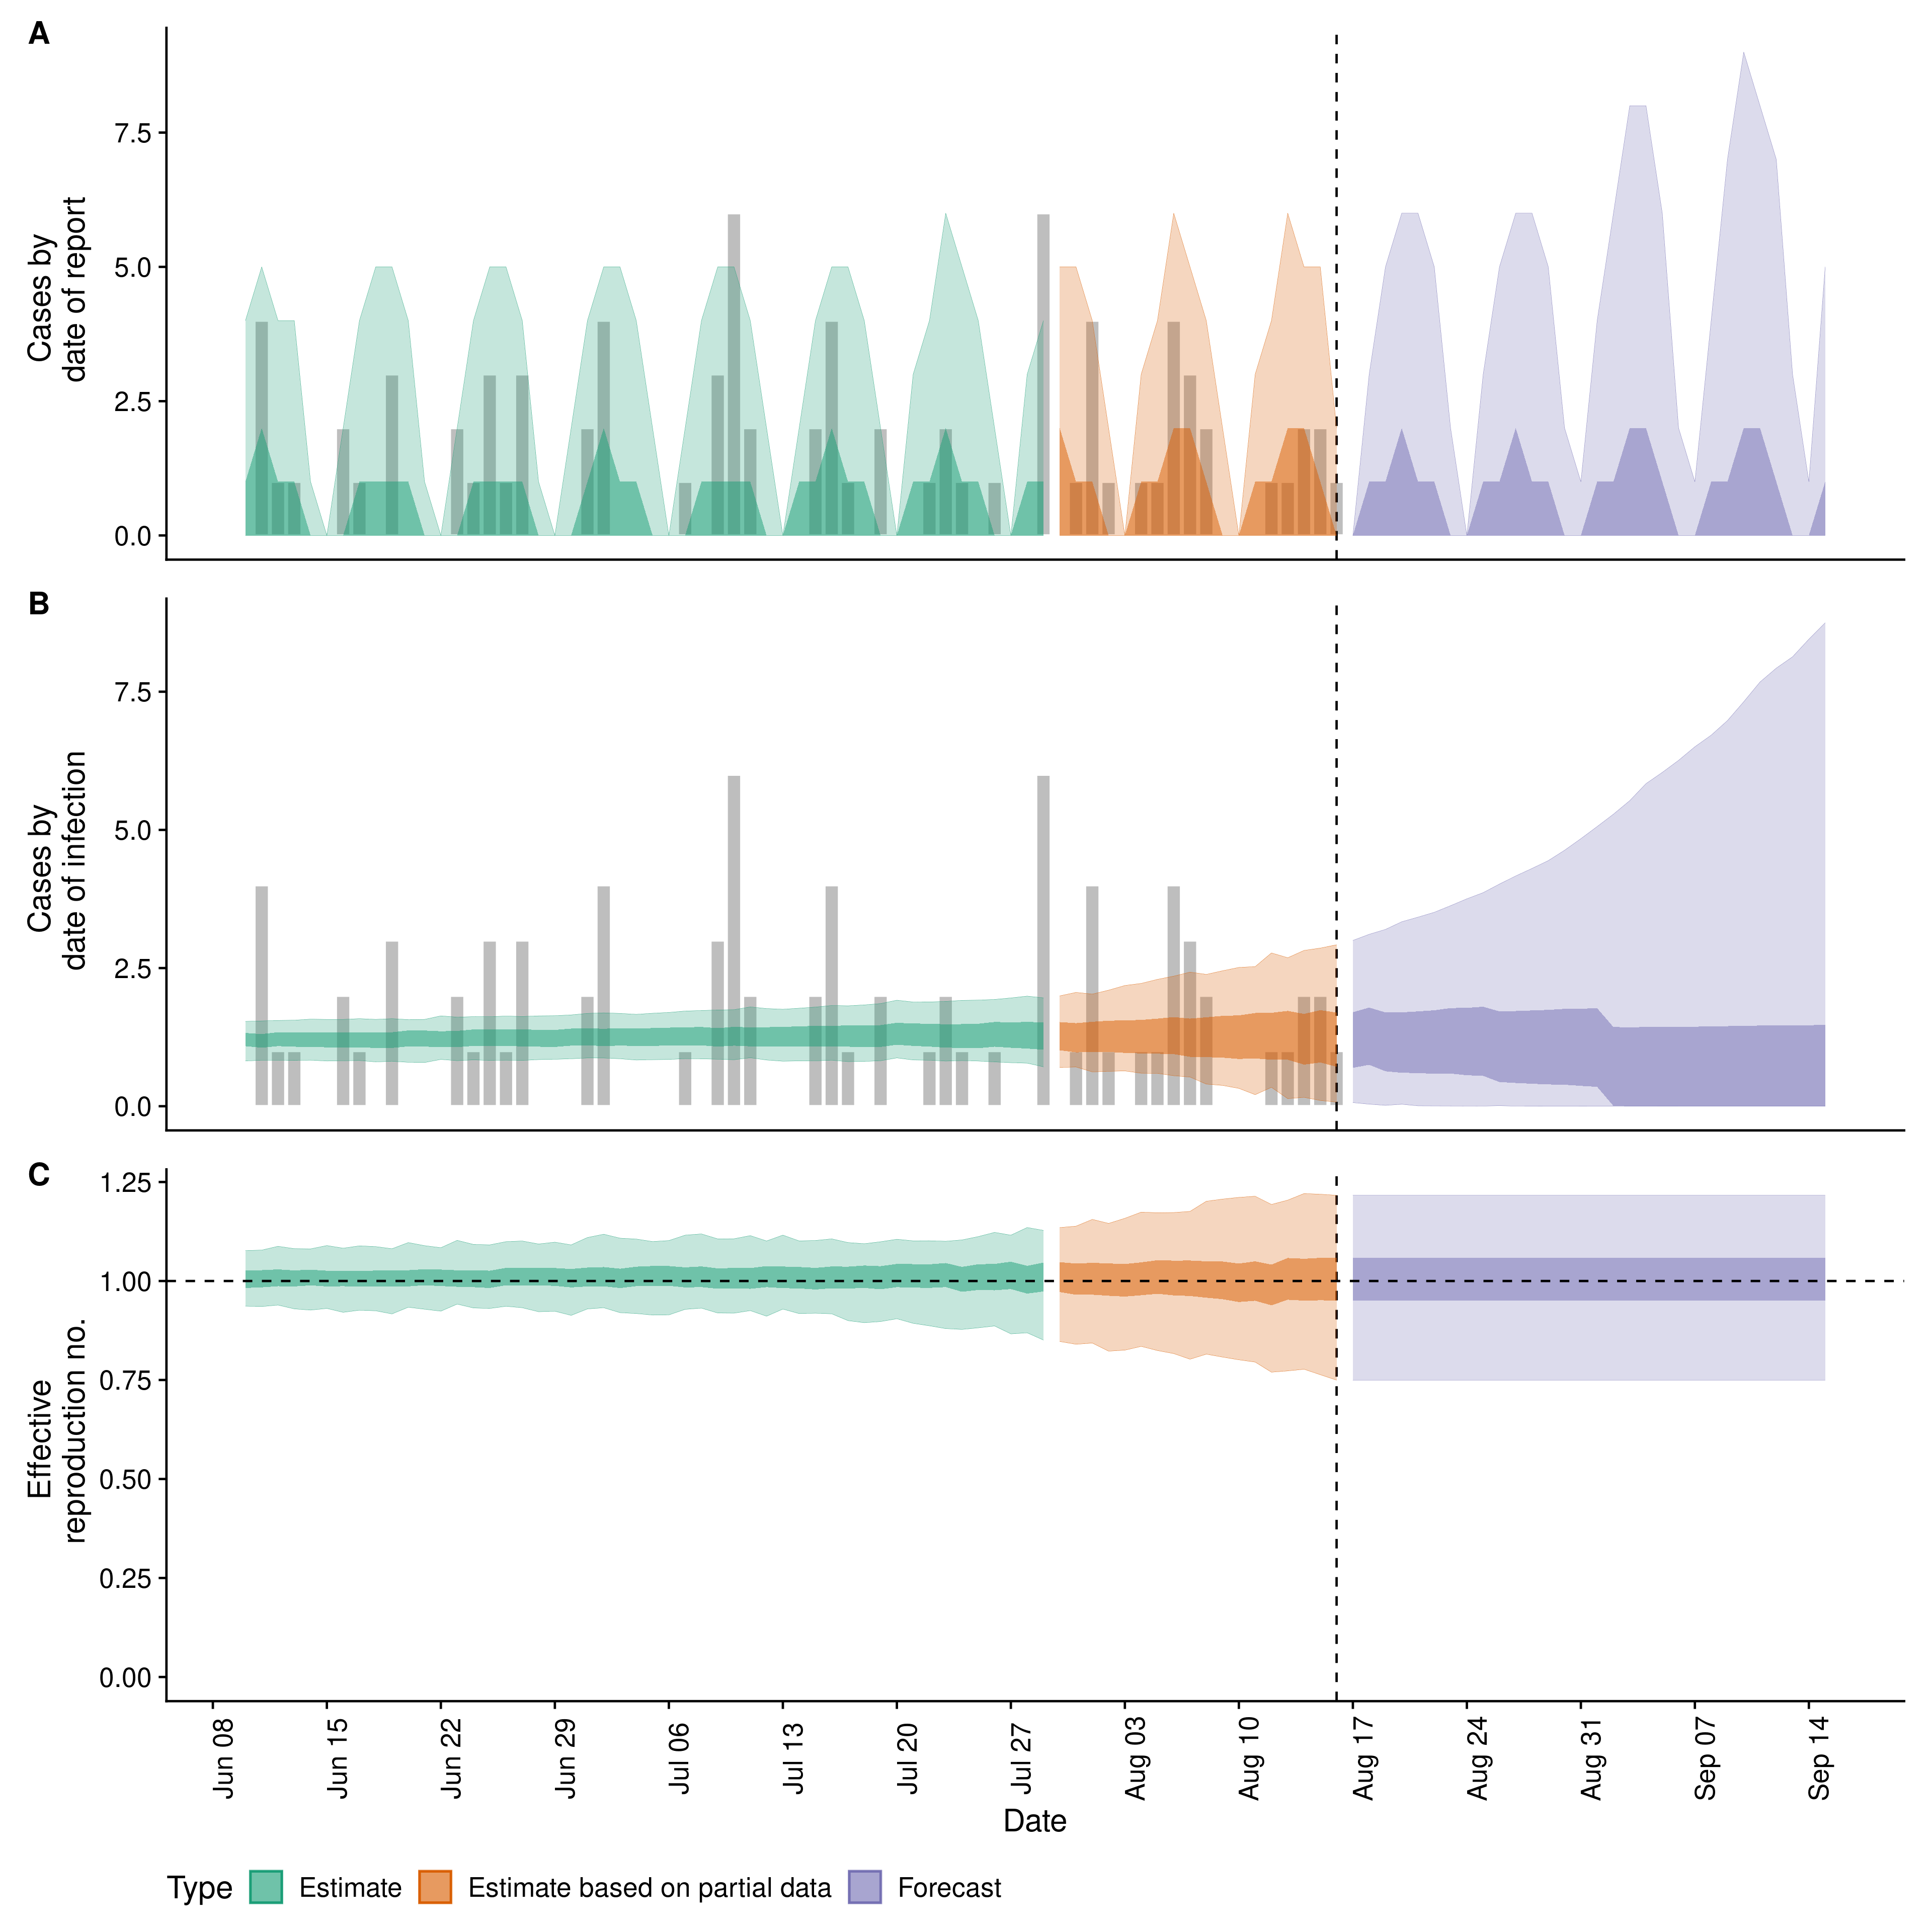 A
Cases by
date of report
7.5
5.0
2.5
0.0
B
Cases by
date of infection
7.5
5.0
2.5
0.0
C
Effective
reproduction no.
1.25
1.00
0.75
0.50
0.25
0.00
Jun 08
Jun 15
Jun 22
Jun 29
Jul 06
Jul 13
Jul 20
Jul 27
Aug 03
Aug 10
Aug 17
Aug 24
Aug 31
Sep 07
Sep 14
Date
Type Estimate Estimate based on partial data Forecast